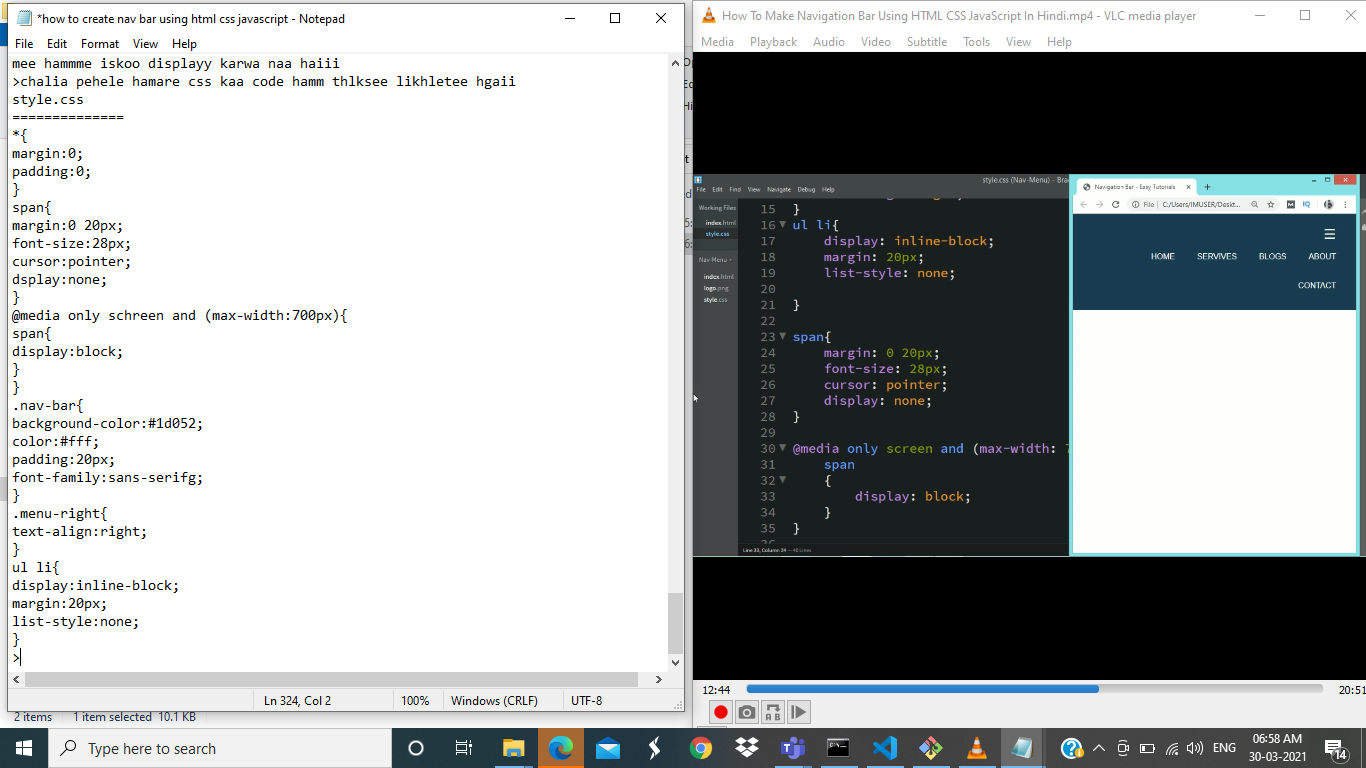 *how to create nav bar using html css javascript - Notepad
File Edit Format View Help
mee hammme iskoo displayy karwa naa haiii
>chalia pehele hamare css kaa code hamm thlksee likhletee hgaii
style.css
==============
*{
margin:0;
padding:0;
}
span{
margin:0 20px;
font-size:28px;
cursor:pointer;
dsplay:none;
}
@media only schreen and (max-width:700px){
span{
display:block;
}
}
.nav-bar{
background-color:#1d052;
color:#fff;
padding:20px;
font-family:sans-serifg;
}
.menu-right{
text-align:right;
}
ul li{
display:inline-block;
margin:20px;
list-style:none;
}
>
Ln 324, Col 2 100% Windows (CRLF) UTF-8
2 items 1 item selected 10.1 KB
How To Make Navigation Bar Using HTML CSS JavaScript In Hindi.mp4 - VLC media player
Media Playback Audio Video Subtitle Tools View Help
style.css (Nav-Menu) - Brac
File Edit Find View Navigate Debug Help
Working Files
index.html
style.css
Nav-Menu
index.html
logo.png
style.css
15 }
16 ul li{
17 display: inline-block;
18 margin: 20px;
19 list-style: none;
20
21 }
22
23 span{
24 margin: 0 20px;
25 font-size: 28px;
26 cursor: pointer;
27 display: none;
28 }
29
30 @media only screen and (max-width: 7
31 span
32 {
33 display: block;
34 }
35 }
36
Line 33, Column 24 — 40 Lines
Navigation Bar - Easy Tutorials
File C:/Users/IMUSER/Deskt...
HOME SERVIVES BLOGS ABOUT
CONTACT
12:44 20:51
Type here to search
ENG
06:58 AM
30-03-2021
14